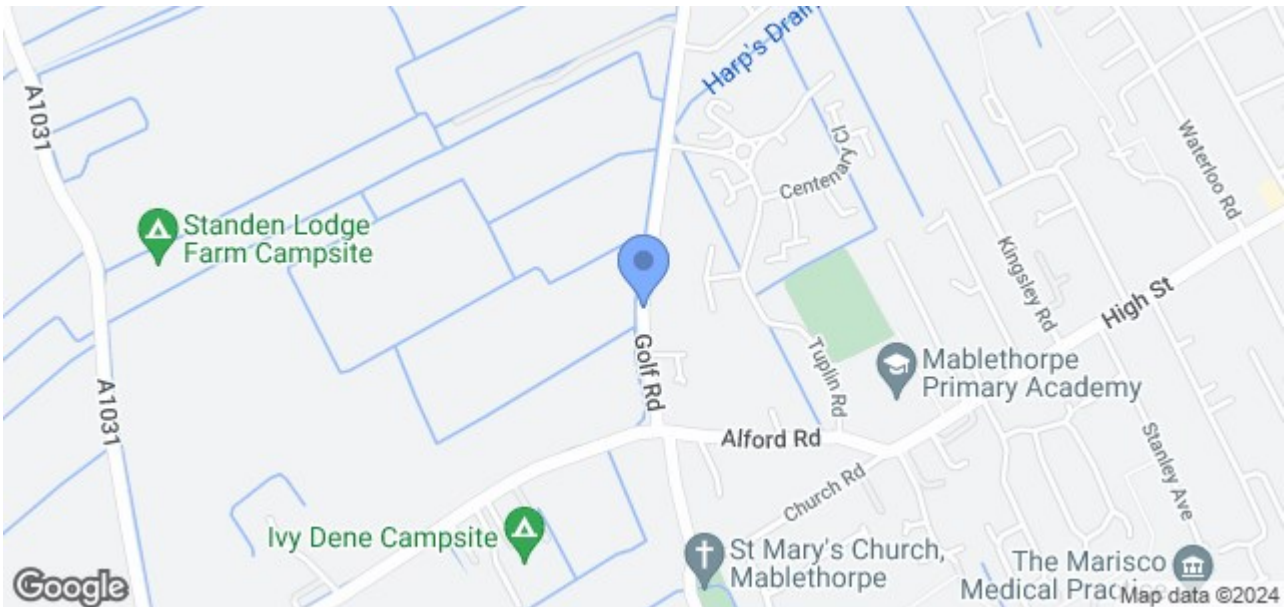 A1031
Harp's Drain
Centenary Cl
Waterloo Rd
Standen Lodge
Farm Campsite
Kingsley Rd
High St
Golf Rd
Tuplin Rd
Mablethorpe
Primary Academy
A1031
Alford Rd
Stanley Ave
Church Rd
Ivy Dene Campsite
St Mary's Church,
Mablethorpe
The Marisco
Medical Practice
Google
Map data ©2024